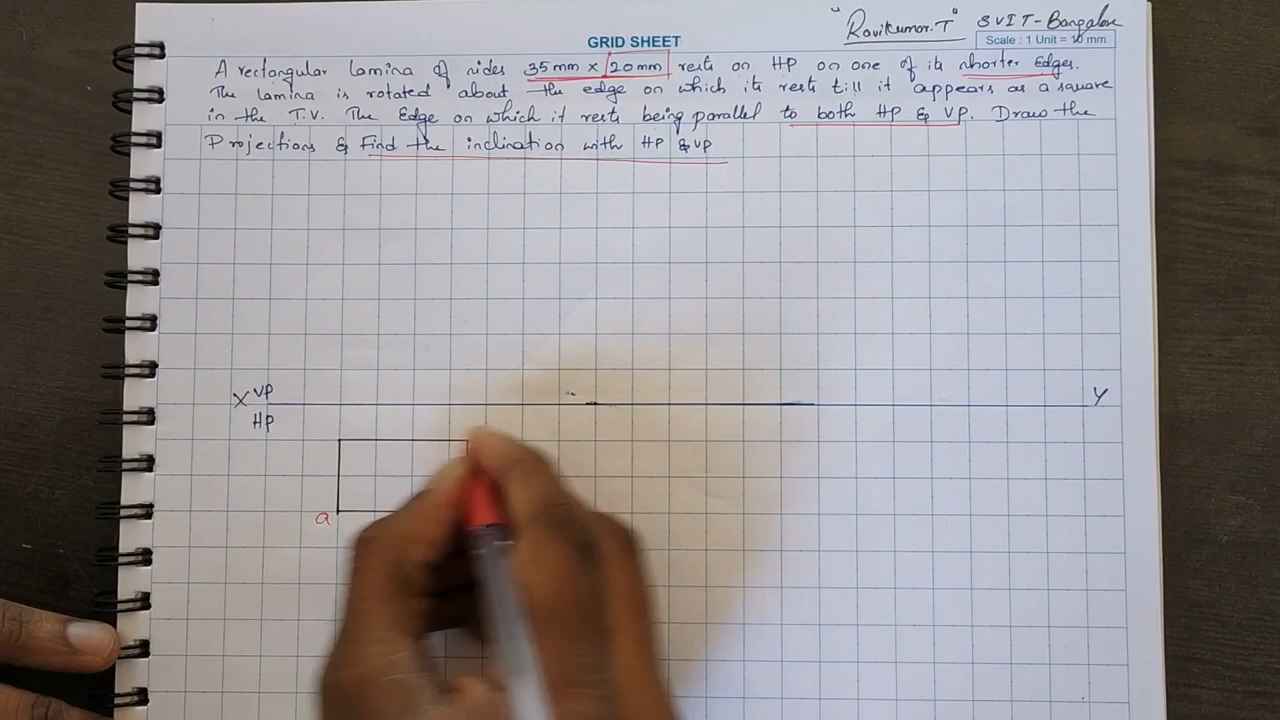 "Ravikumar.T" SVIT-Bangalore
GRID SHEET
Scale : 1 Unit = 10 mm
A rectangular lamina of sides 35mm x 20mm rests on HP on one of its shorter Edges.
The lamina is rotated about the edge on which it rests till it appears as a square
in the T.V. The Edge on which it rests being parallel to both HP & VP. Draw the
Projections & Find the inclination with HP & VP
X VP Y
HP
a